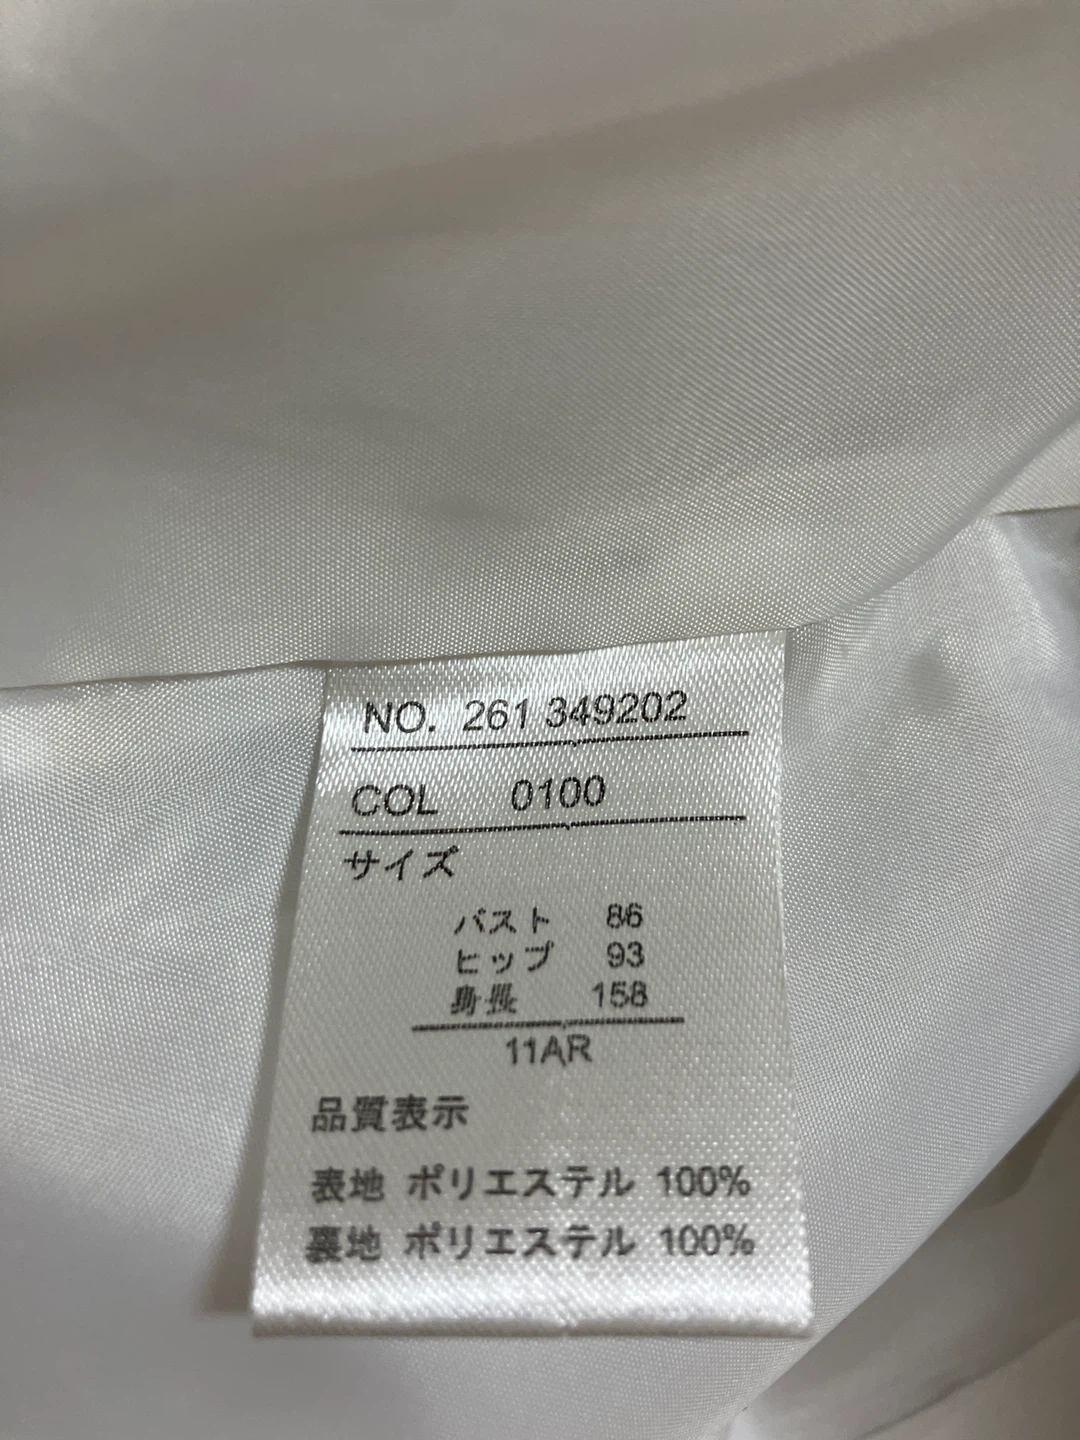 NO. 261 349202
COL 0100
サイズ
バスト 86
ヒップ 93
身長 158
11AR
品質表示
表地 ポリエステル 100%
裏地 ポリエステル 100%